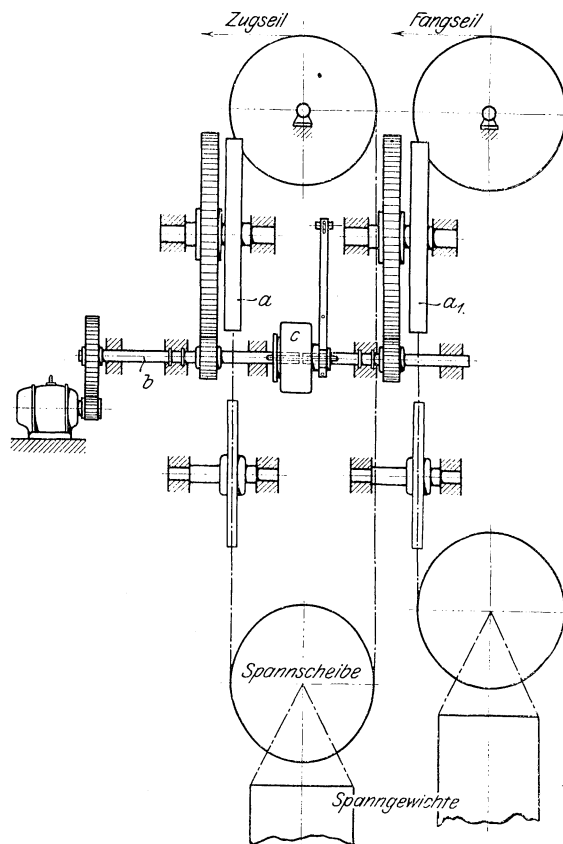 Zugseil
Fangseil
a
a1.
c
b
Spannscheibe
Spanngewichte